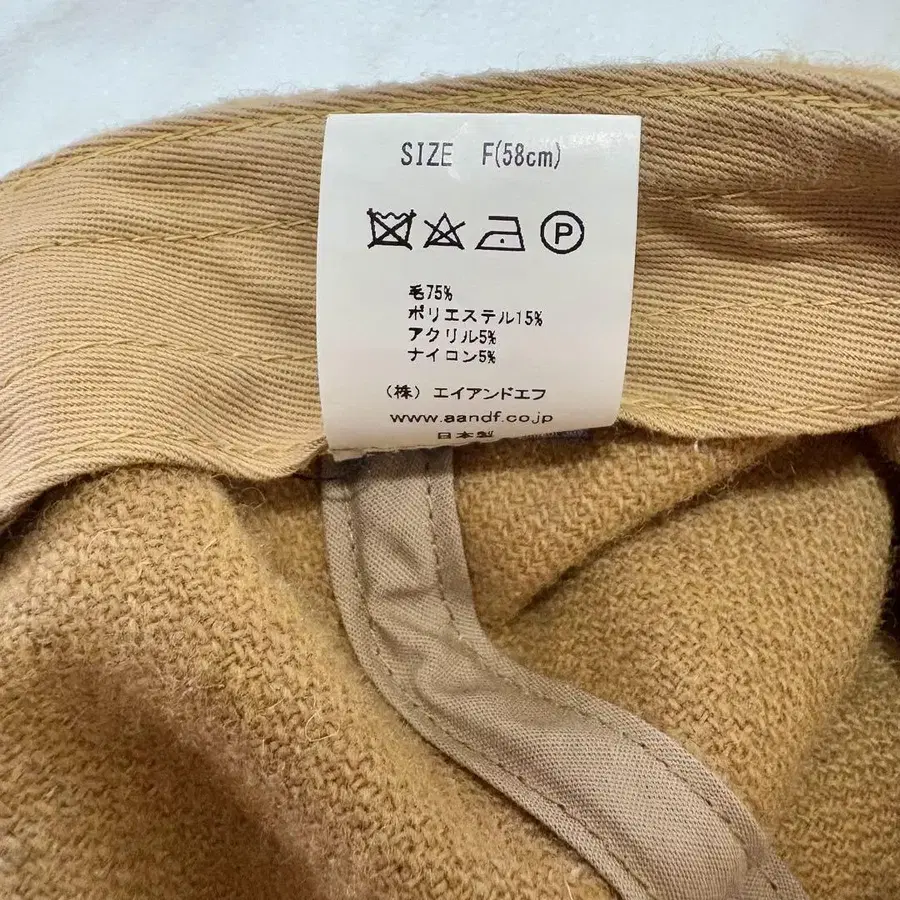 SIZE F(58cm)
P
毛75%
ポリエステル15%
アクリル5%
ナイロン5%
(株) エイアンドエフ
www.aandf.co.jp
日本製